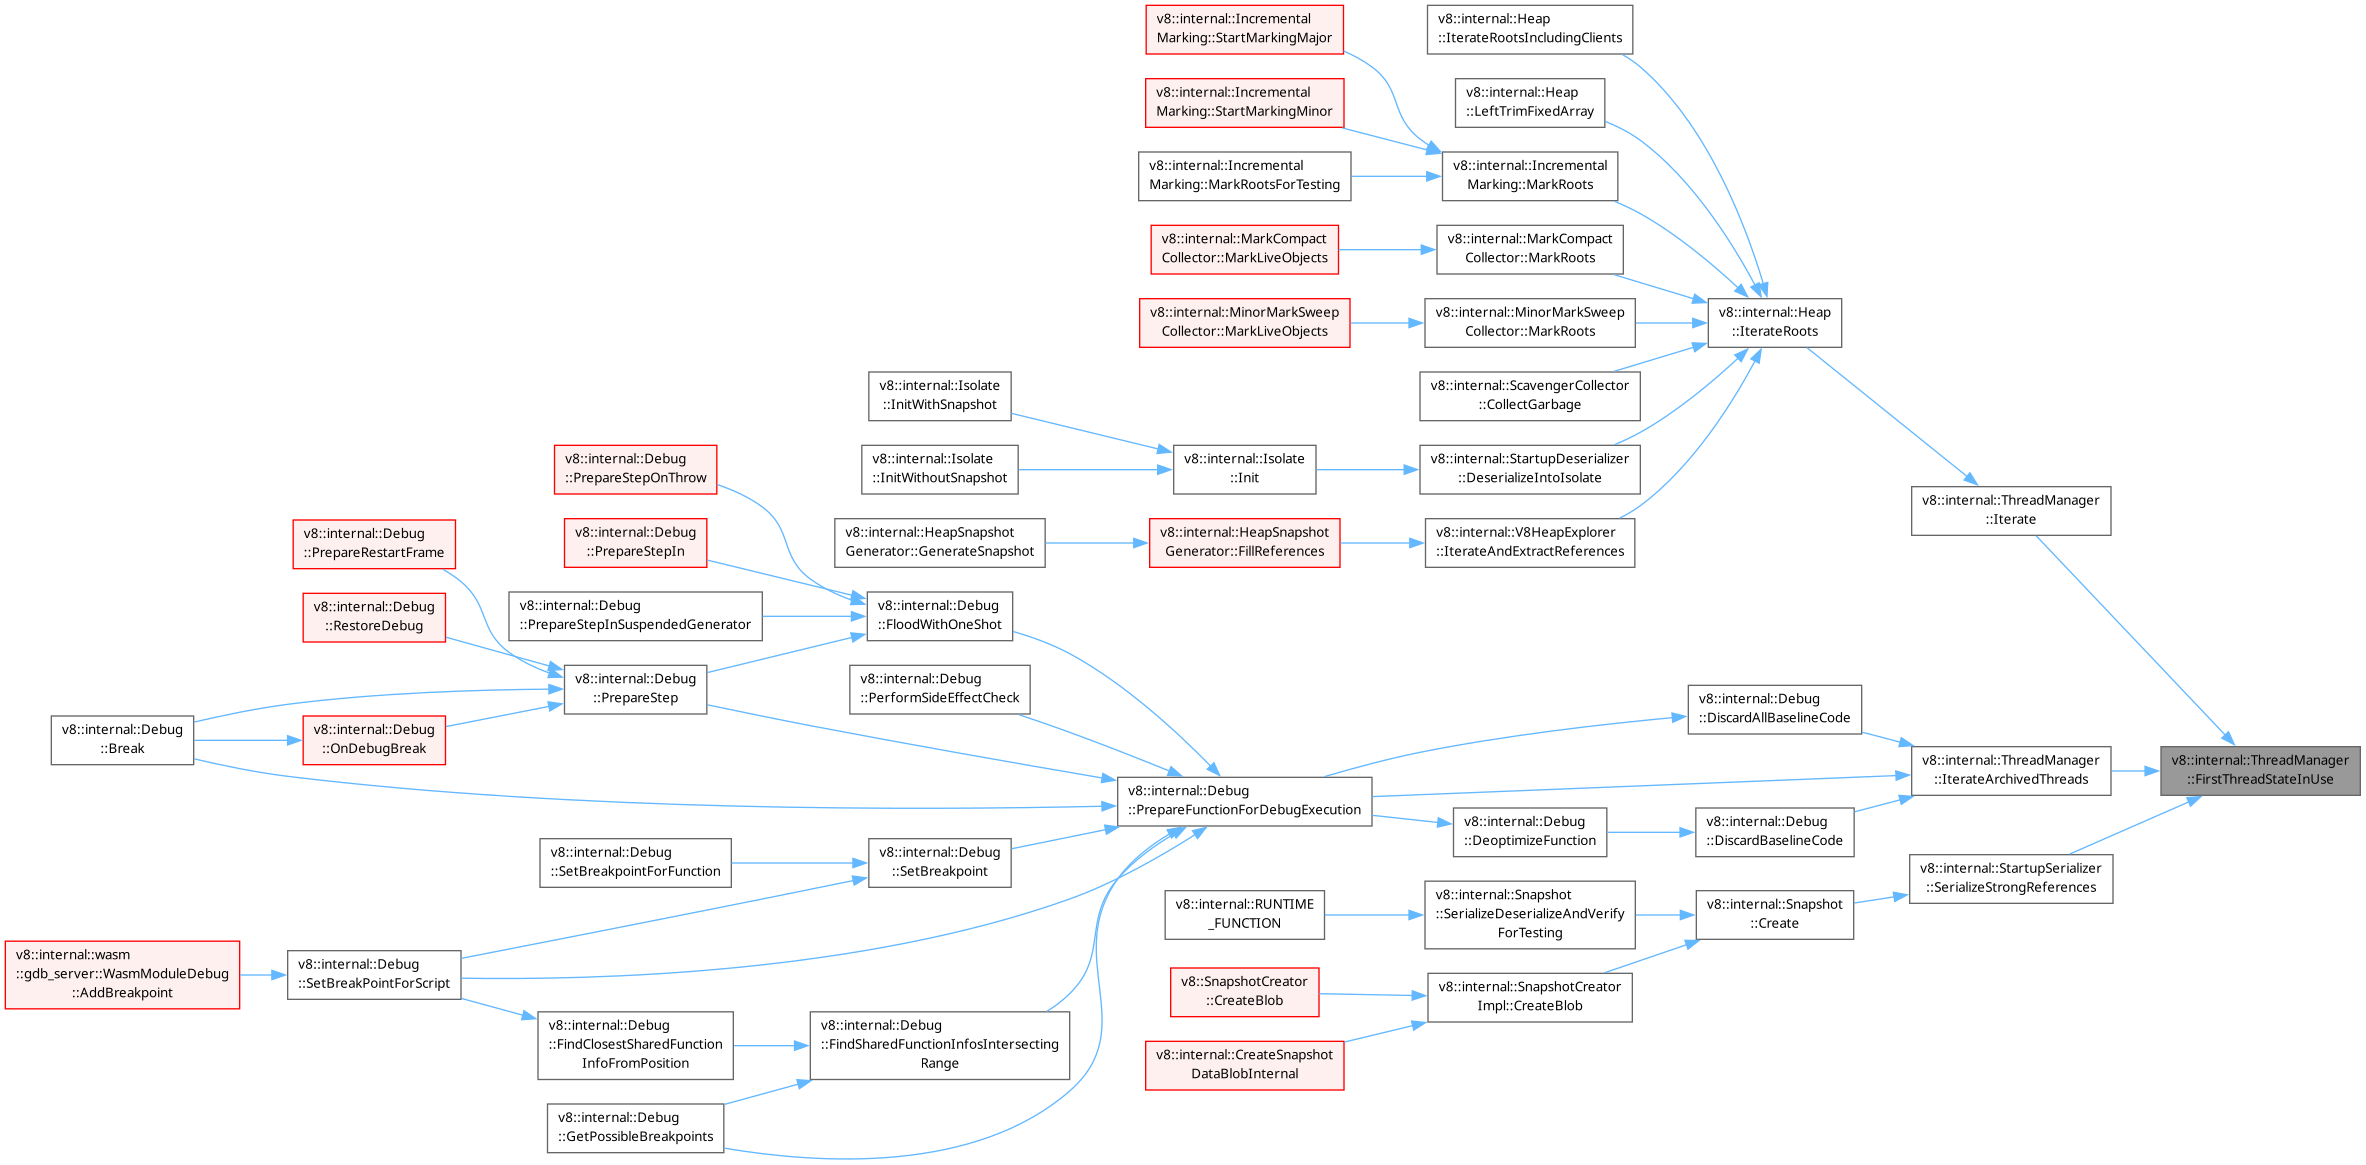 v8::internal::Incremental
Marking::StartMarkingMajor
v8::internal::Heap
::IterateRootsIncludingClients
v8::internal::Incremental
Marking::StartMarkingMinor
v8::internal::Heap
::LeftTrimFixedArray
v8::internal::Incremental
Marking::MarkRootsForTesting
v8::internal::Incremental
Marking::MarkRoots
v8::internal::MarkCompact
Collector::MarkLiveObjects
v8::internal::MarkCompact
Collector::MarkRoots
v8::internal::MinorMarkSweep
Collector::MarkLiveObjects
v8::internal::MinorMarkSweep
Collector::MarkRoots
v8::internal::Heap
::IterateRoots
v8::internal::Isolate
::InitWithSnapshot
v8::internal::ScavengerCollector
::CollectGarbage
v8::internal::Debug
::PrepareStepOnThrow
v8::internal::Isolate
::InitWithoutSnapshot
v8::internal::Isolate
::Init
v8::internal::StartupDeserializer
::DeserializeIntoIsolate
v8::internal::ThreadManager
::Iterate
v8::internal::Debug
::PrepareRestartFrame
v8::internal::Debug
::PrepareStepIn
v8::internal::HeapSnapshot
Generator::GenerateSnapshot
v8::internal::HeapSnapshot
Generator::FillReferences
v8::internal::V8HeapExplorer
::IterateAndExtractReferences
v8::internal::Debug
::RestoreDebug
v8::internal::Debug
::PrepareStepInSuspendedGenerator
v8::internal::Debug
::FloodWithOneShot
v8::internal::Debug
::PrepareStep
v8::internal::Debug
::PerformSideEffectCheck
v8::internal::Debug
::DiscardAllBaselineCode
v8::internal::Debug
::Break
v8::internal::Debug
::OnDebugBreak
v8::internal::ThreadManager
::IterateArchivedThreads
v8::internal::ThreadManager
::FirstThreadStateInUse
v8::internal::Debug
::PrepareFunctionForDebugExecution
v8::internal::Debug
::DeoptimizeFunction
v8::internal::Debug
::DiscardBaselineCode
v8::internal::Debug
::SetBreakpointForFunction
v8::internal::Debug
::SetBreakpoint
v8::internal::StartupSerializer
::SerializeStrongReferences
v8::internal::RUNTIME
_FUNCTION
v8::internal::Snapshot
::SerializeDeserializeAndVerify
ForTesting
v8::internal::Snapshot
::Create
v8::internal::wasm
::gdb_server::WasmModuleDebug
::AddBreakpoint
v8::internal::Debug
::SetBreakPointForScript
v8::SnapshotCreator
::CreateBlob
v8::internal::SnapshotCreator
Impl::CreateBlob
v8::internal::Debug
::FindClosestSharedFunction
InfoFromPosition
v8::internal::Debug
::FindSharedFunctionInfosIntersecting
Range
v8::internal::CreateSnapshot
DataBlobInternal
v8::internal::Debug
::GetPossibleBreakpoints